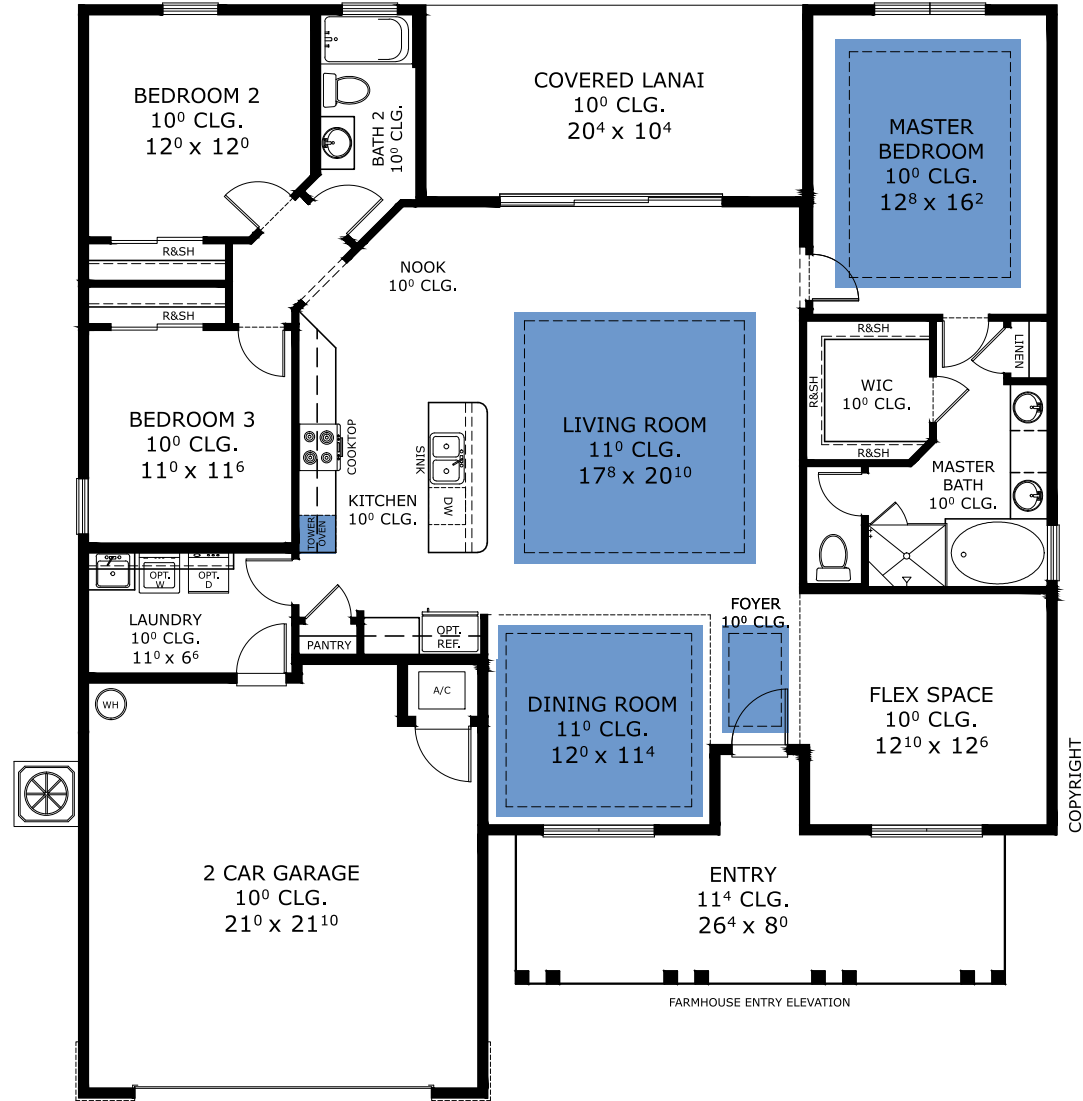 BEDROOM 2
10⁰ CLG.
12⁰ x 12⁰
BATH 2
10⁰ CLG.
COVERED LANAI
10⁰ CLG.
20⁴ x 10⁴
MASTER
BEDROOM
10⁰ CLG.
12⁸ x 16²
R&SH
R&SH
NOOK
10⁰ CLG.
BEDROOM 3
10⁰ CLG.
11⁰ x 11⁶
COOKTOP
KITCHEN
10⁰ CLG.
TOWER
OVEN
SINK
DW
LIVING ROOM
11⁰ CLG.
17⁸ x 20¹⁰
R&SH
R&SH
WIC
10⁰ CLG.
R&SH
LINEN
MASTER
BATH
10⁰ CLG.
OPT.
W
OPT.
D
LAUNDRY
10⁰ CLG.
11⁰ x 6⁶
PANTRY
OPT.
REF.
A/C
WH
FOYER
10⁰ CLG.
DINING ROOM
11⁰ CLG.
12⁰ x 11⁴
FLEX SPACE
10⁰ CLG.
12¹⁰ x 12⁶
COPYRIGHT
2 CAR GARAGE
10⁰ CLG.
21⁰ x 21¹⁰
ENTRY
11⁴ CLG.
26⁴ x 8⁰
FARMHOUSE ENTRY ELEVATION